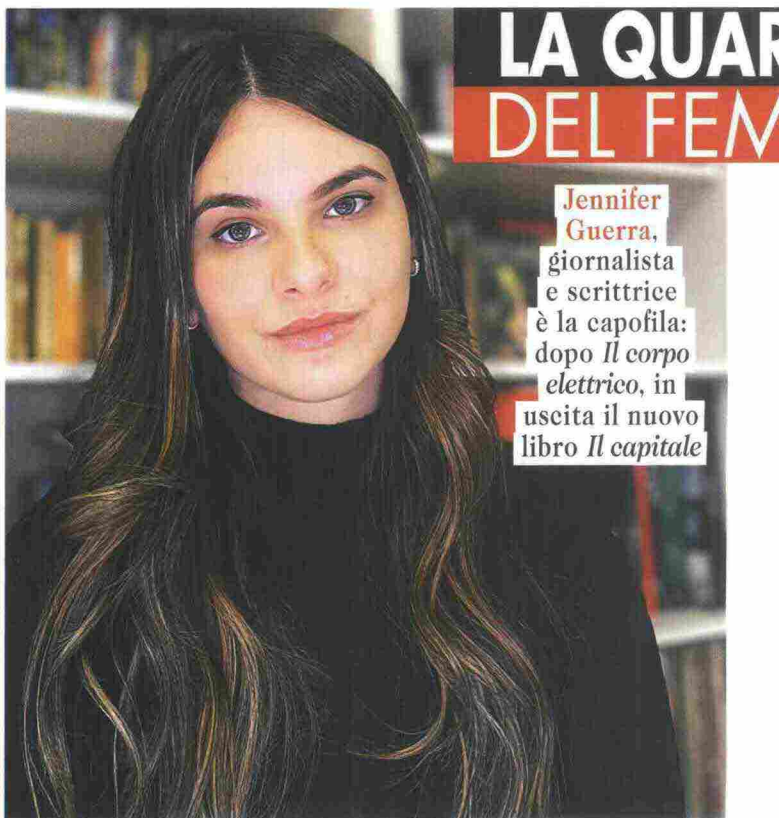 LA QUAR
DEL FEM
Jennifer
Guerra,
giornalista
e scrittrice
è la capofila:
dopo Il corpo
elettrico, in
uscita il nuovo
libro Il capitale